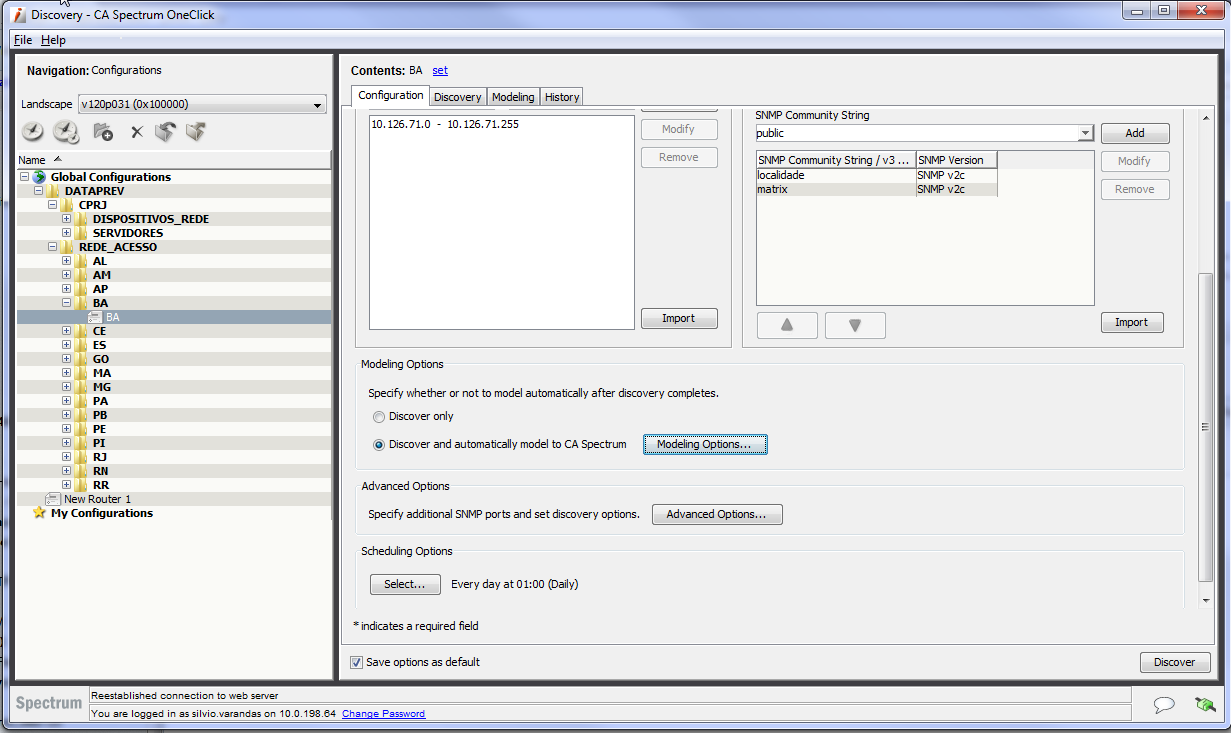 Discovery - CA Spectrum OneClick
File Help
Navigation: Configurations
Landscape v120p031 (0x100000)
Name
Global Configurations
DATAPREV
CPRJ
DISPOSITIVOS_REDE
SERVIDORES
REDE_ACESSO
AL
AM
AP
BA
BA
CE
ES
GO
MA
MG
PA
PB
PE
PI
RJ
RN
RR
New Router 1
My Configurations
Contents: BA set
Configuration Discovery Modeling History
10.126.71.0 - 10.126.71.255
Modify
Remove
Import
SNMP Community String
public Add
SNMP Community String / v3 ... SNMP Version Modify
localidade SNMP v2c
matrix SNMP v2c Remove
Import
Modeling Options
Specify whether or not to model automatically after discovery completes.
Discover only
Discover and automatically model to CA Spectrum Modeling Options...
Advanced Options
Specify additional SNMP ports and set discovery options. Advanced Options...
Scheduling Options
Select... Every day at 01:00 (Daily)
* indicates a required field
Save options as default Discover
Spectrum
Reestablished connection to web server
You are logged in as silvio.varandas on 10.0.198.64 Change Password